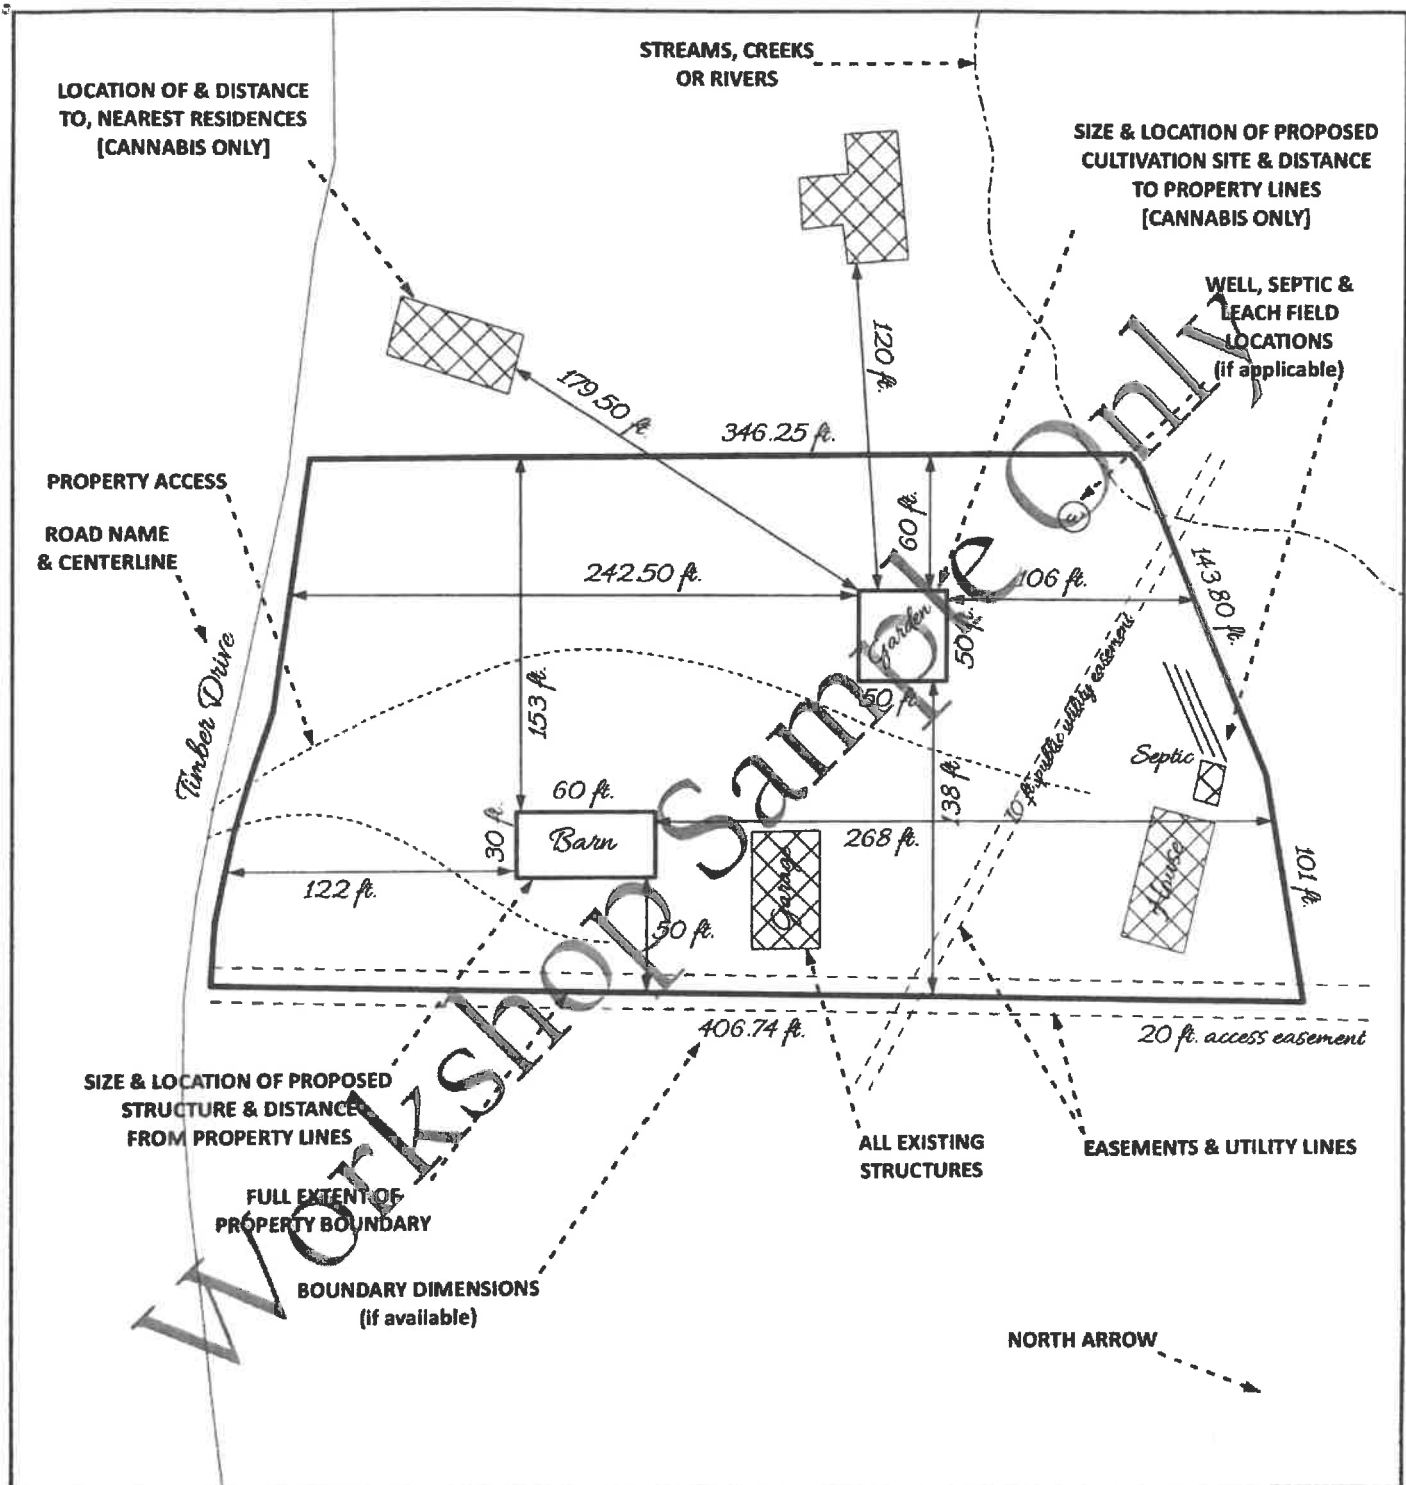 STREAMS, CREEKS
OR RIVERS
LOCATION OF & DISTANCE
TO, NEAREST RESIDENCES
[CANNABIS ONLY]
SIZE & LOCATION OF PROPOSED
CULTIVATION SITE & DISTANCE
TO PROPERTY LINES
[CANNABIS ONLY]
WELL, SEPTIC &
LEACH FIELD
LOCATIONS
(if applicable)
120 ft.
179.50 ft.
346.25 ft.
PROPERTY ACCESS
ROAD NAME
& CENTERLINE
60 ft.
242.50 ft.
106 ft.
143.80 ft.
Garden
50 ft.
50 ft.
Timber Drive
153 ft.
10 ft. public utility easement
Septic
60 ft.
138 ft.
30 ft.
Barn
268 ft.
Garage
House
101 ft.
122 ft.
50 ft.
406.74 ft.
20 ft. access easement
SIZE & LOCATION OF PROPOSED
STRUCTURE & DISTANCE
FROM PROPERTY LINES
ALL EXISTING
STRUCTURES
EASEMENTS & UTILITY LINES
FULL EXTENT OF
PROPERTY BOUNDARY
BOUNDARY DIMENSIONS
(if available)
NORTH ARROW
Workshop Sample Only